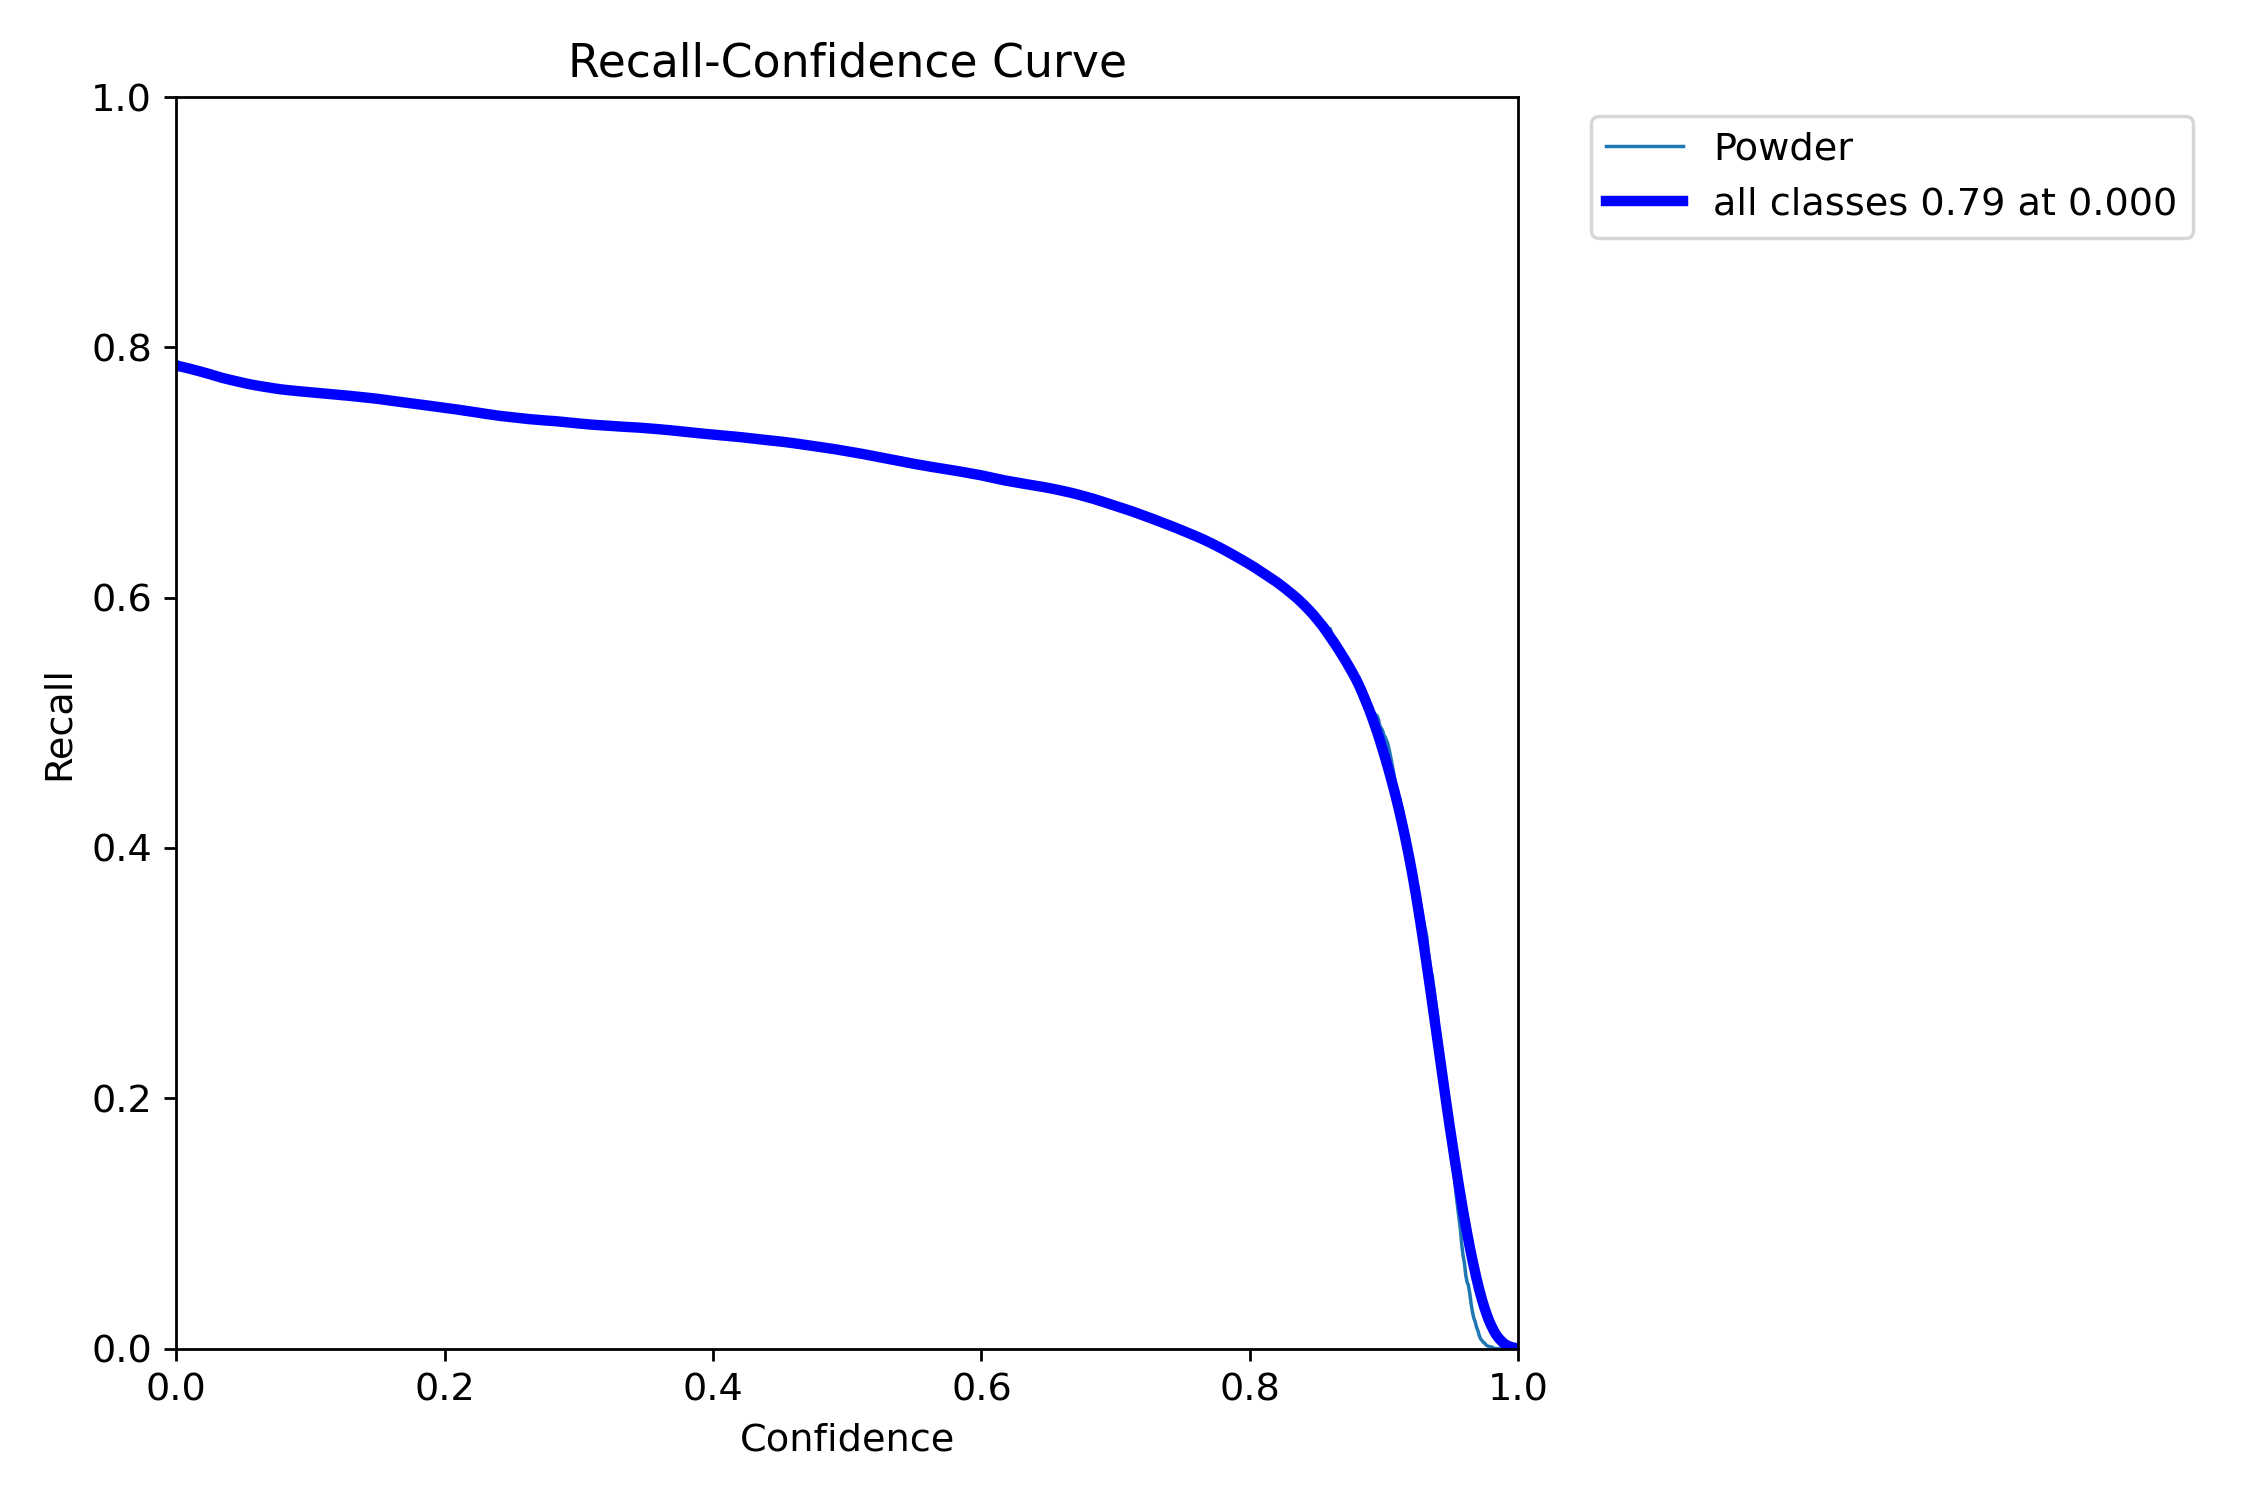 Recall-Confidence Curve
1.0
0.8
0.6
0.4
0.2
0.0
Recall
0.0 0.2 0.4 0.6 0.8 1.0
Confidence
Powder
all classes 0.79 at 0.000